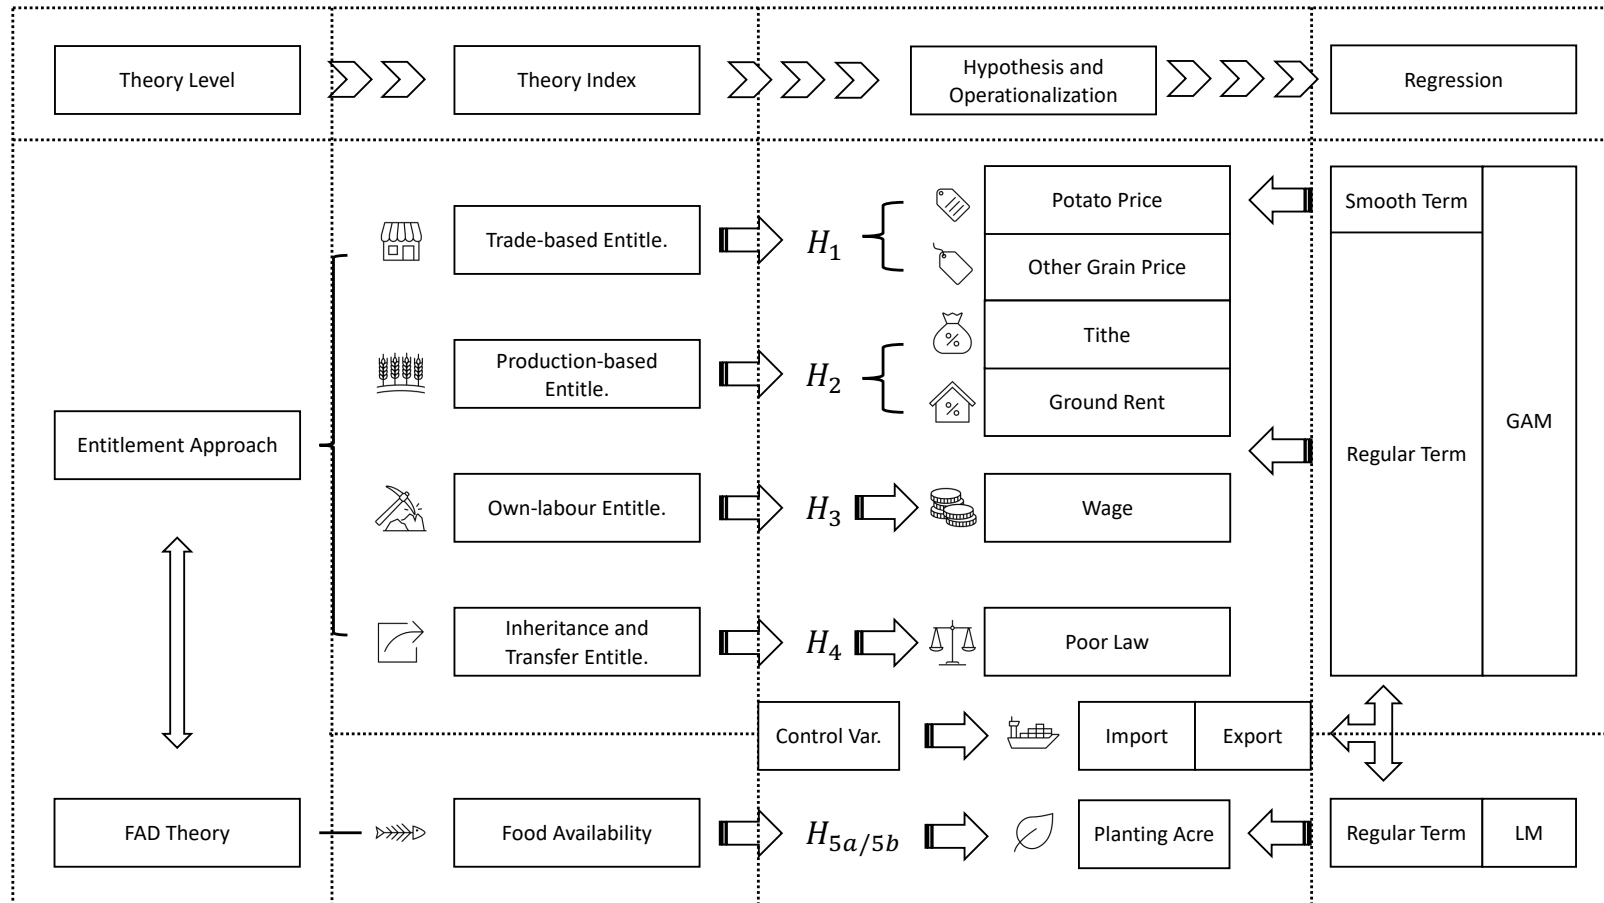 Theory Level
Theory Index
Hypothesis and
Operationalization
Regression
Trade-based Entitle.
H1
Potato Price
Smooth Term
Other Grain Price
Production-based
Entitle.
H2
Tithe
Ground Rent
GAM
Entitlement Approach
Regular Term
Own-labour Entitle.
H3
Wage
Inheritance and
Transfer Entitle.
H4
Poor Law
Control Var.
Import
Export
FAD Theory
Food Availability
H5a/5b
Planting Acre
Regular Term
LM
%
%